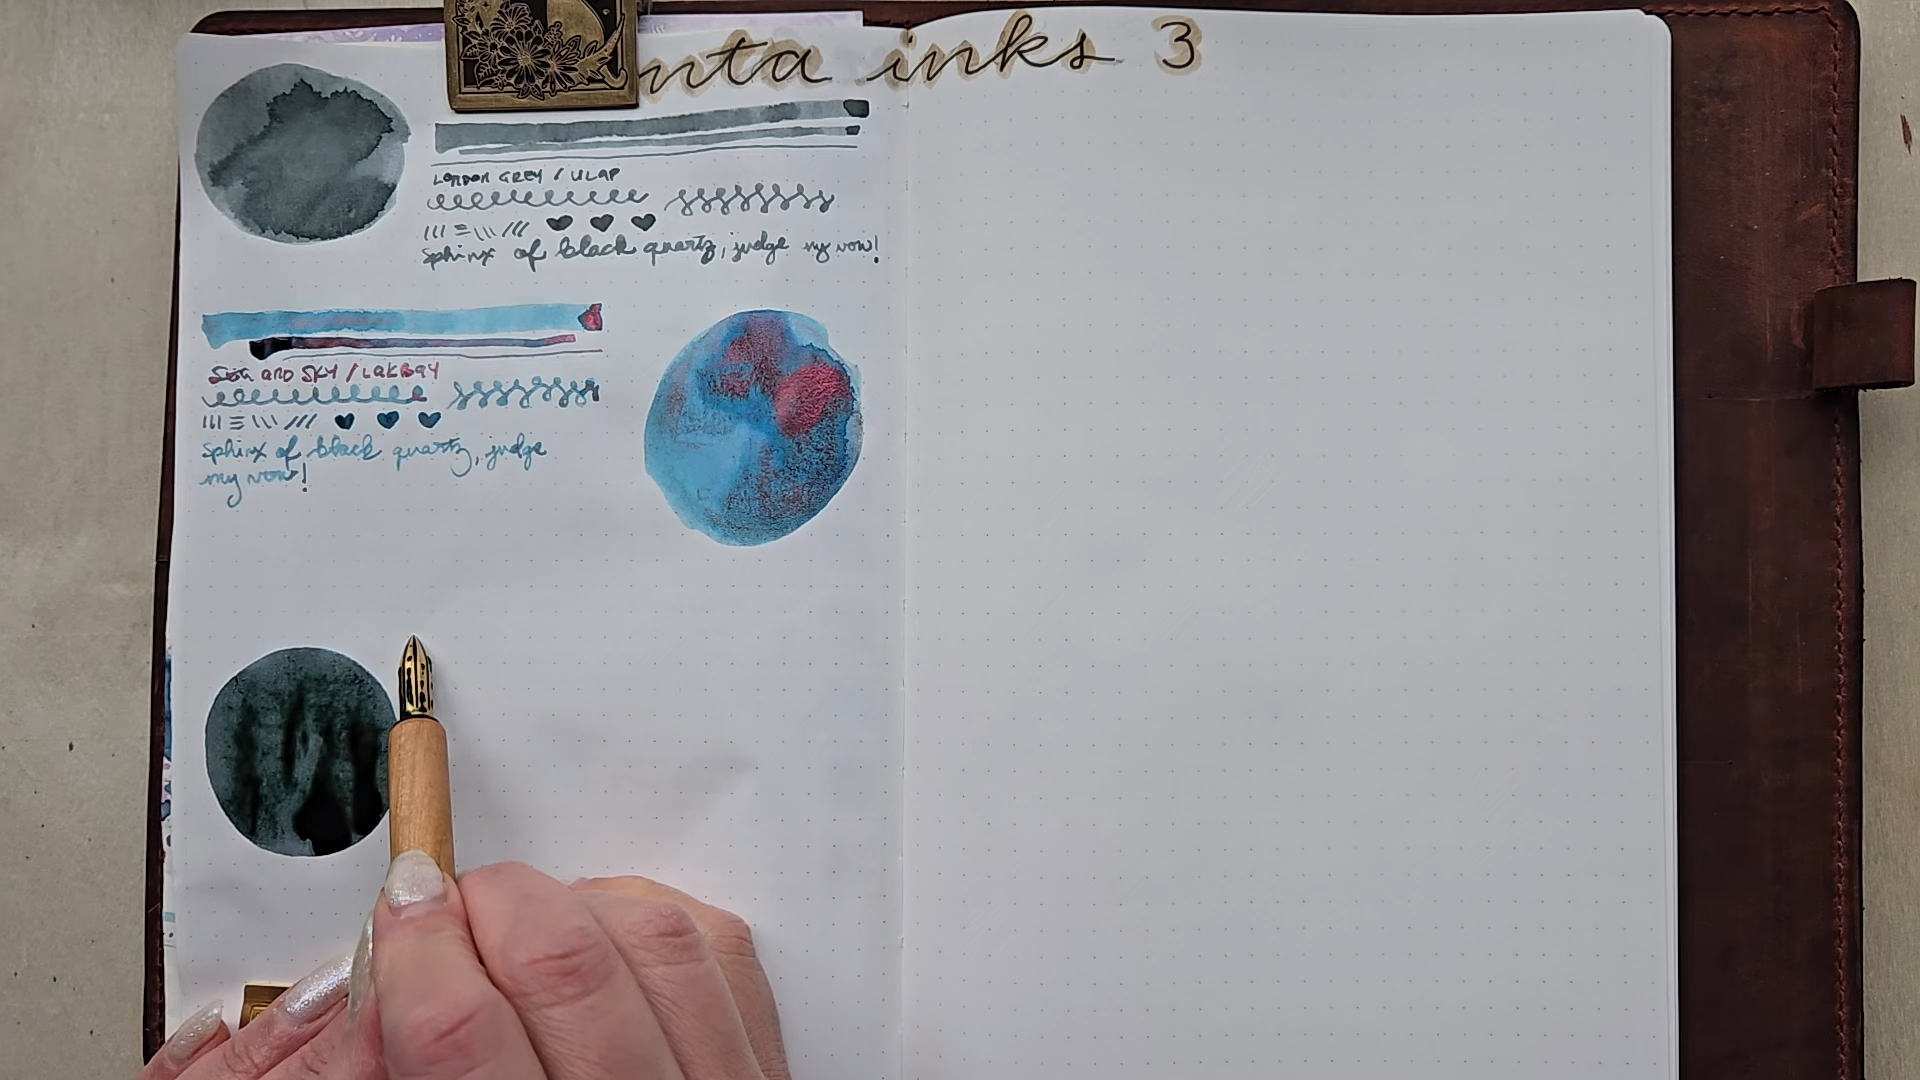 nta inks 3
LONDON GREY / ULAP
Sphinx of black quartz, judge my vow!
SEA AND SKY / LAKBAY
Sphinx of black quartz, judge
my vow!